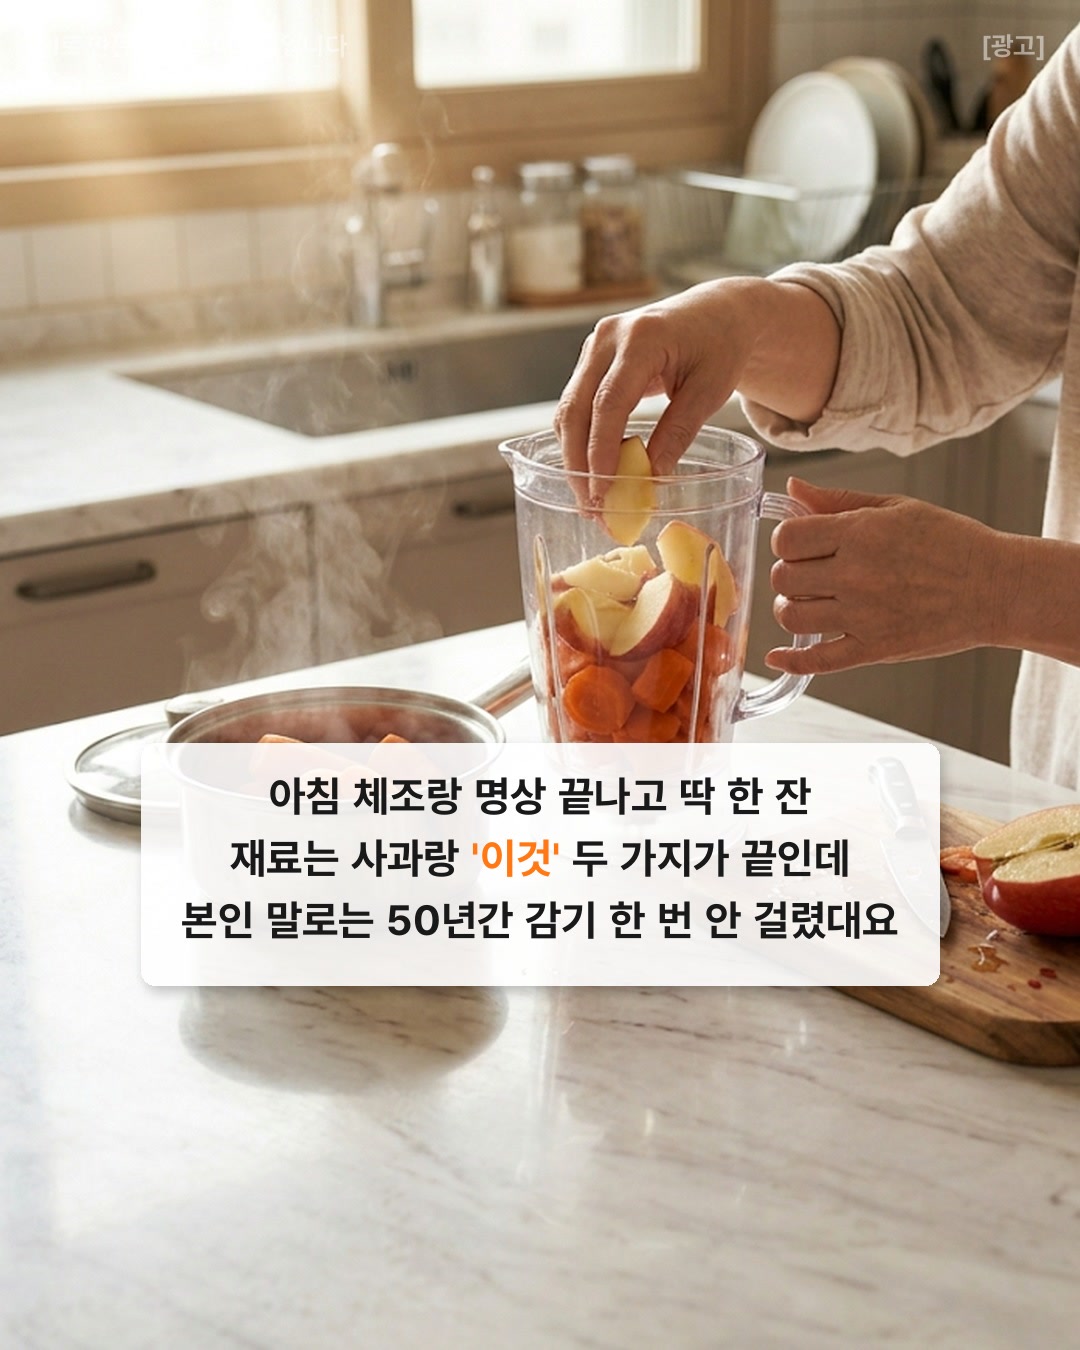 [광고]
아침 체조랑 명상 끝나고 딱 한 잔
재료는 사과랑 '이것' 두 가지가 끝인데
본인 말로는 50년간 감기 한 번 안 걸렸대요